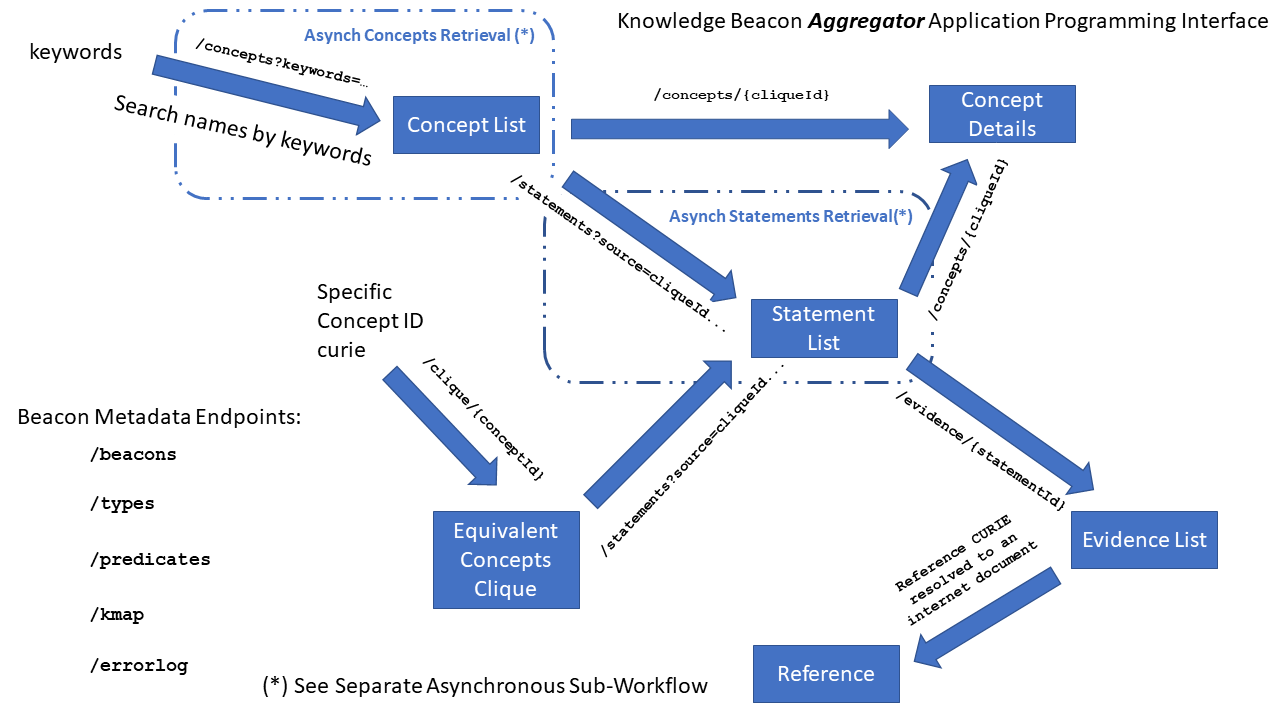 Knowledge Beacon Aggregator Application Programming Interface
keywords
Asynch Concepts Retrieval (*)
/concepts?keywords=…
Search names by keywords
Concept List
/concepts/{cliqueId}
Concept
Details
/statements?source=cliqueId...
Asynch Statements Retrieval(*)
/concepts/{cliqueId}
Specific
Concept ID
curie
Statement
List
/clique/{conceptId}
/statements?source=cliqueId...
/evidence/{statementId}
Beacon Metadata Endpoints:
/beacons
/types
/predicates
/kmap
/errorlog
Equivalent
Concepts
Clique
Evidence List
Reference CURIE
resolved to an
internet document
Reference
(*) See Separate Asynchronous Sub-Workflow